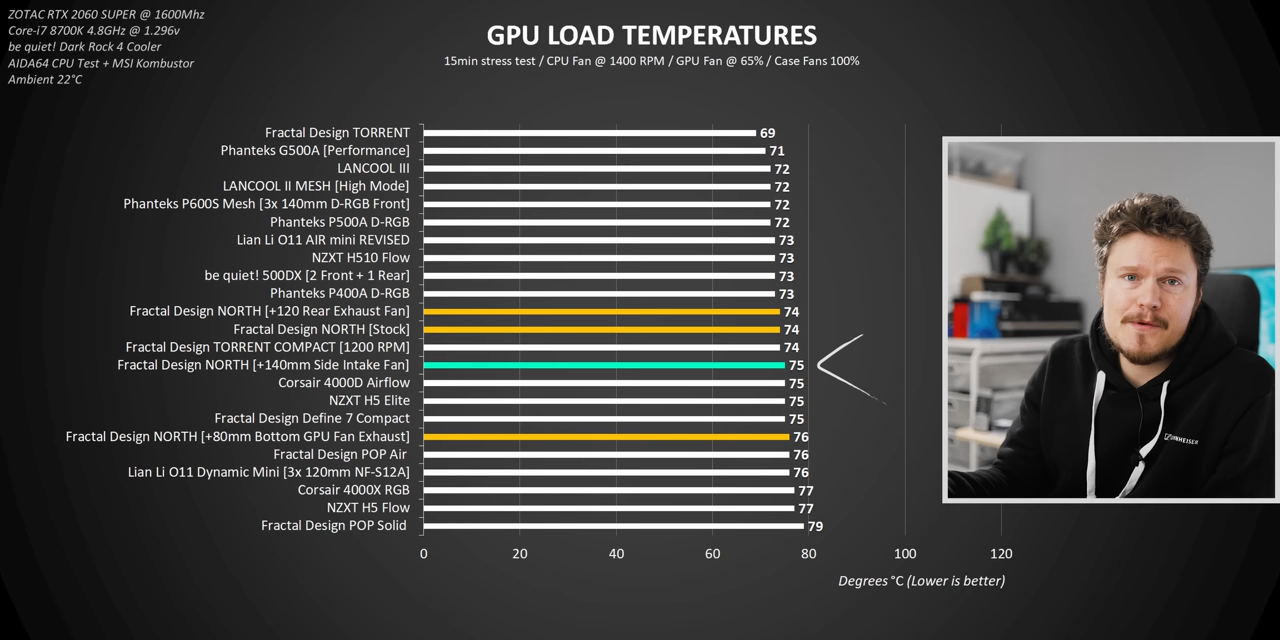 ZOTAC RTX 2060 SUPER @ 1600Mhz
Core-i7 8700K 4.8GHz @ 1.296v
be quiet! Dark Rock 4 Cooler
AIDA64 CPU Test + MSI Kombustor
Ambient 22°C
GPU LOAD TEMPERATURES
15min stress test / CPU Fan @ 1400 RPM / GPU Fan @ 65% / Case Fans 100%
Fractal Design TORRENT 69
Phanteks G500A [Performance] 71
LANCOOL III 72
LANCOOL II MESH [High Mode] 72
Phanteks P600S Mesh [3x 140mm D-RGB Front] 72
Phanteks P500A D-RGB 72
Lian Li O11 AIR mini REVISED 73
NZXT H510 Flow 73
be quiet! 500DX [2 Front + 1 Rear] 73
Phanteks P400A D-RGB 73
Fractal Design NORTH [+120 Rear Exhaust Fan] 74
Fractal Design NORTH [Stock] 74
Fractal Design TORRENT COMPACT [1200 RPM] 74
Fractal Design NORTH [+140mm Side Intake Fan] 75
Corsair 4000D Airflow 75
NZXT H5 Elite 75
Fractal Design Define 7 Compact 75
Fractal Design NORTH [+80mm Bottom GPU Fan Exhaust] 76
Fractal Design POP Air 76
Lian Li O11 Dynamic Mini [3x 120mm NF-S12A] 76
Corsair 4000X RGB 77
NZXT H5 Flow 77
Fractal Design POP Solid 79
0 20 40 60 80 100 120
Degrees °C (Lower is better)